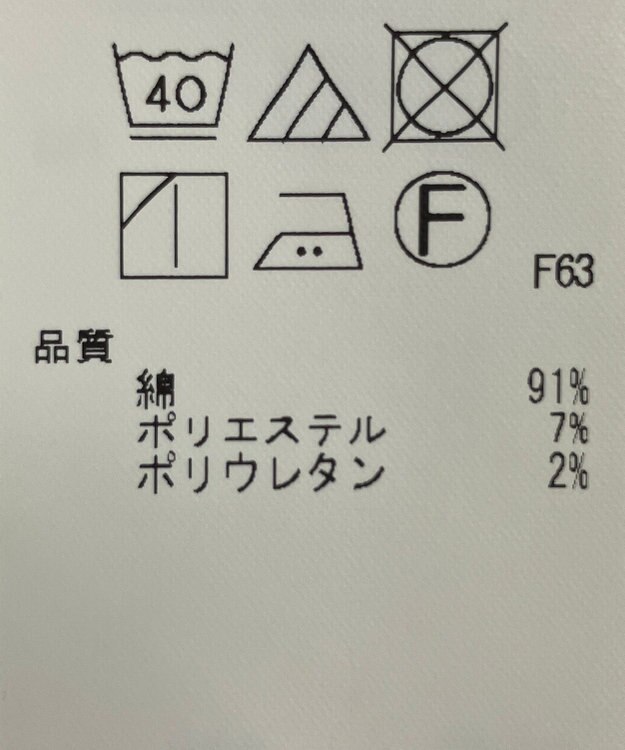 40
F
F63
品質
綿 91%
ポリエステル 7%
ポリウレタン 2%